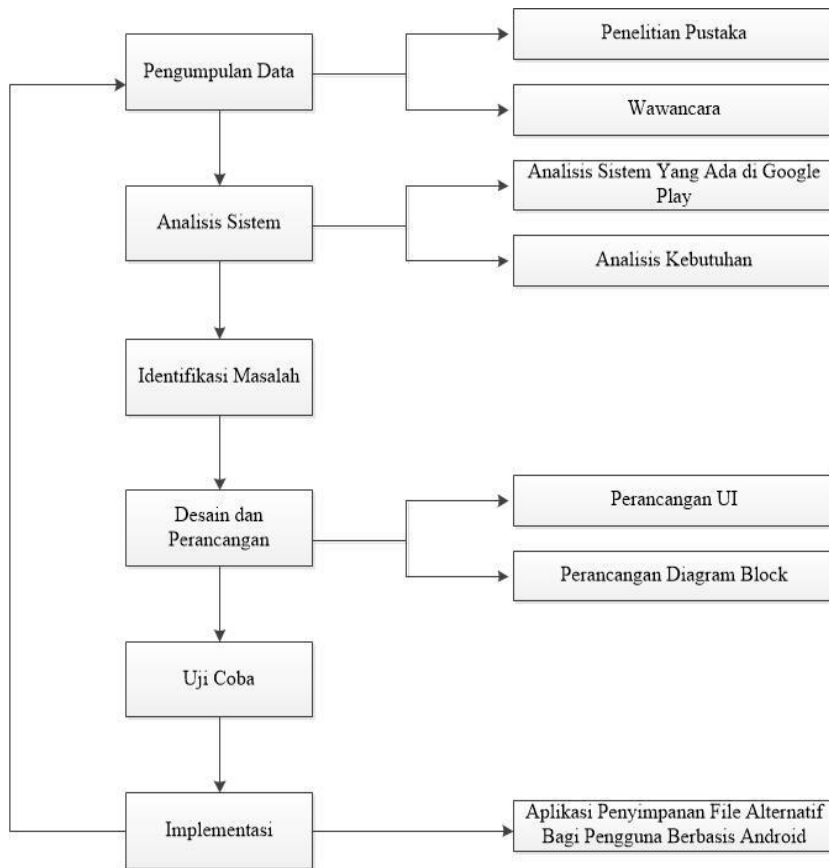 Pengumpulan Data
Penelitian Pustaka
Wawancara
Analisis Sistem
Analisis Sistem Yang Ada di Google
Play
Analisis Kebutuhan
Identifikasi Masalah
Desain dan
Perancangan
Perancangan UI
Perancangan Diagram Block
Uji Coba
Implementasi
Aplikasi Penyimpanan File Alternatif
Bagi Pengguna Berbasis Android